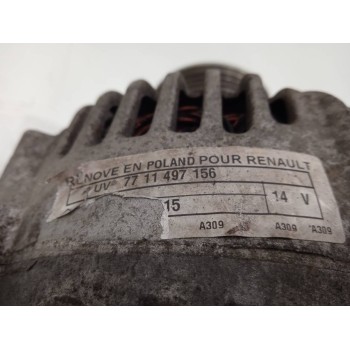 RENOVE EN POLAND POUR RENAULT
UV 77 11 497 156
15 14 V
A309 A309 A309